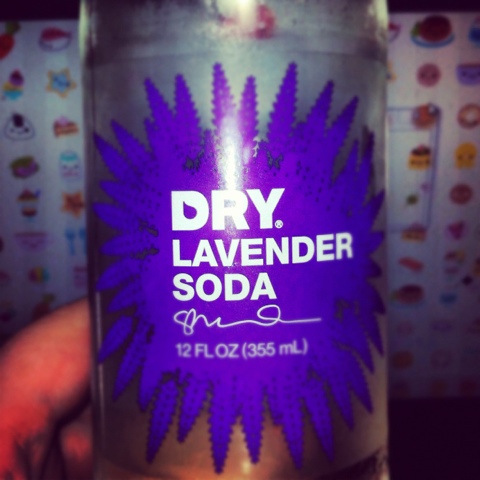 DRY®
LAVENDER
SODA
12 FL OZ (355 mL)